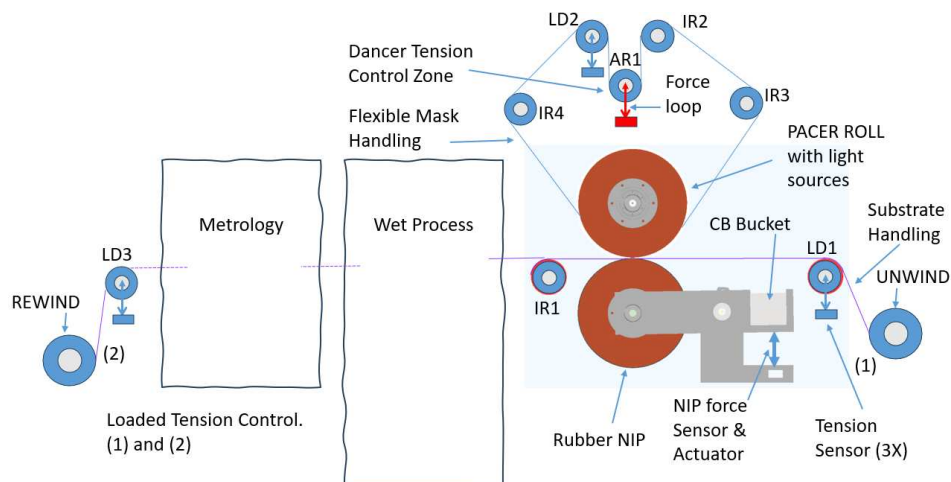 LD2
IR2
AR1
Dancer Tension
Control Zone
Force
loop
IR4
IR3
Flexible Mask
Handling
PACER ROLL
with light
sources
Metrology
Wet Process
CB Bucket
Substrate
Handling
LD1
UNWIND
LD3
REWIND
IR1
(2)
(1)
Loaded Tension Control.
(1) and (2)
Rubber NIP
NIP force
Sensor &
Actuator
Tension
Sensor (3X)